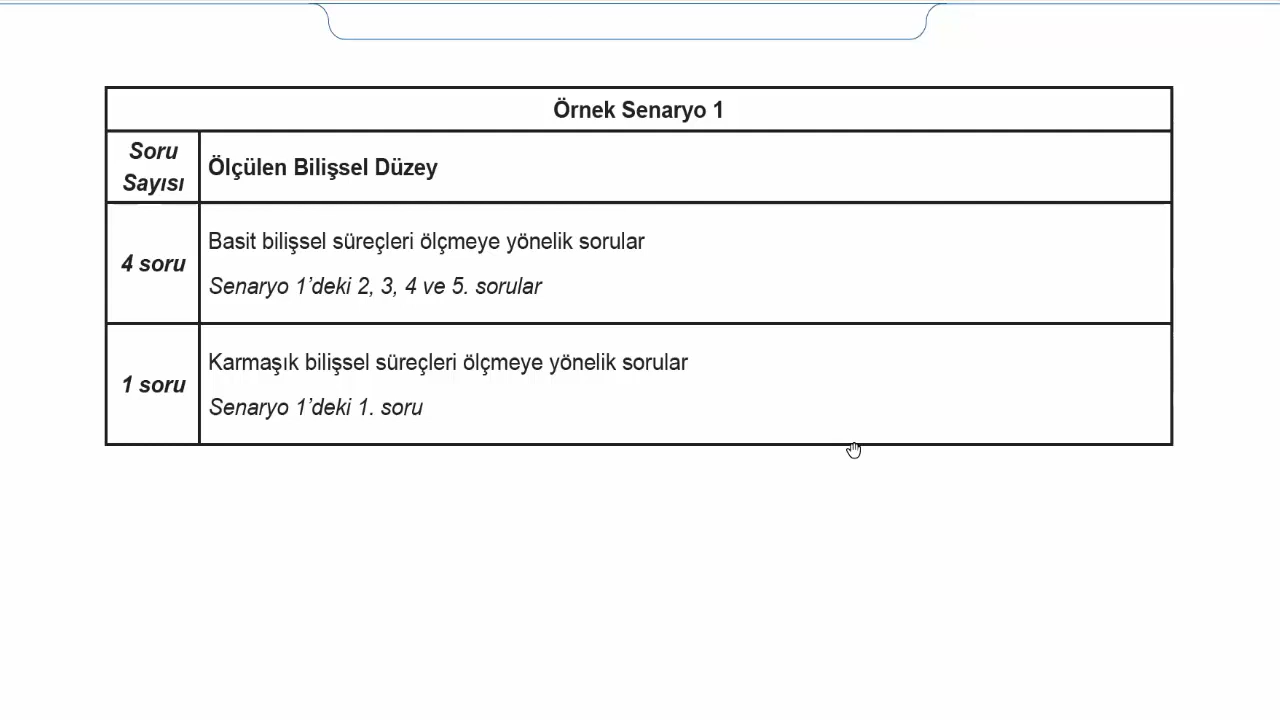 Örnek Senaryo 1
Soru
Sayısı
Ölçülen Bilişsel Düzey
4 soru
Basit bilişsel süreçleri ölçmeye yönelik sorular
Senaryo 1’deki 2, 3, 4 ve 5. sorular
1 soru
Karmaşık bilişsel süreçleri ölçmeye yönelik sorular
Senaryo 1’deki 1. soru